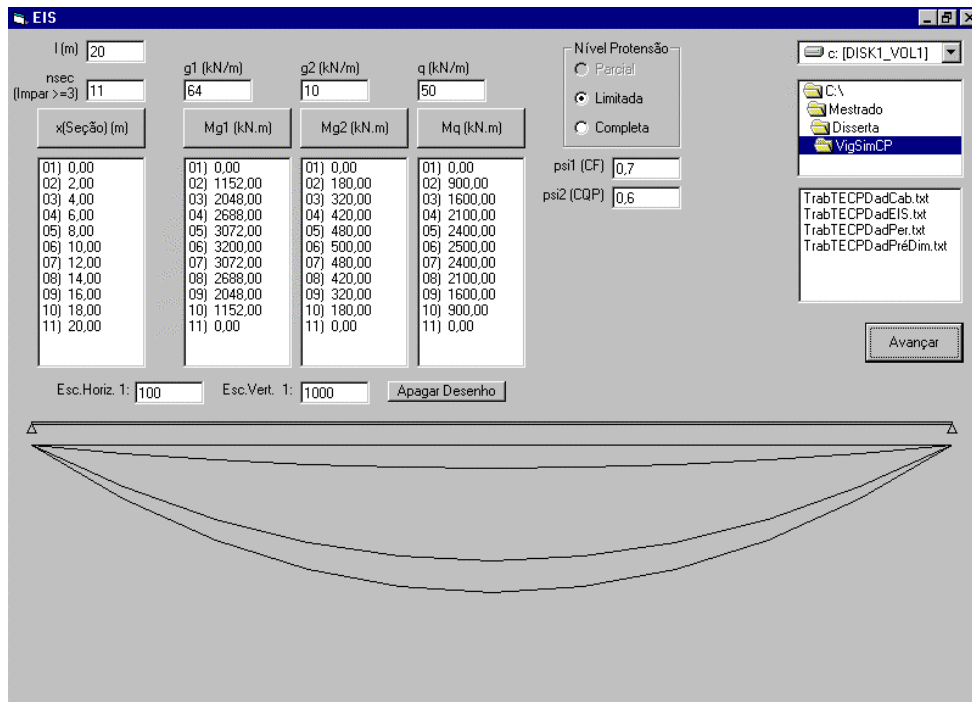 EIS
l (m) 20
nsec
(Impar >=3) 11
g1 (kN/m)
64
g2 (kN/m)
10
q (kN/m)
50
x(Seção) (m)
01) 0,00
02) 2,00
03) 4,00
04) 6,00
05) 8,00
06) 10,00
07) 12,00
08) 14,00
09) 16,00
10) 18,00
11) 20,00
Mg1 (kN.m)
01) 0,00
02) 1152,00
03) 2048,00
04) 2688,00
05) 3072,00
06) 3200,00
07) 3072,00
08) 2688,00
09) 2048,00
10) 1152,00
11) 0,00
Mg2 (kN.m)
01) 0,00
02) 180,00
03) 320,00
04) 420,00
05) 480,00
06) 500,00
07) 480,00
08) 420,00
09) 320,00
10) 180,00
11) 0,00
Mq (kN.m)
01) 0,00
02) 900,00
03) 1600,00
04) 2100,00
05) 2400,00
06) 2500,00
07) 2400,00
08) 2100,00
09) 1600,00
10) 900,00
11) 0,00
Nível Protensão
Parcial
Limitada
Completa
psi1 (CF) 0,7
psi2 (CQP) 0,6
c: [DISK1_VOL1]
C:\
Mestrado
Disserta
VigSimCP
TrabTECPDadCab.txt
TrabTECPDadEIS.txt
TrabTECPDadPer.txt
TrabTECPDadPréDim.txt
Avançar
Esc.Horiz. 1: 100
Esc.Vert. 1: 1000
Apagar Desenho